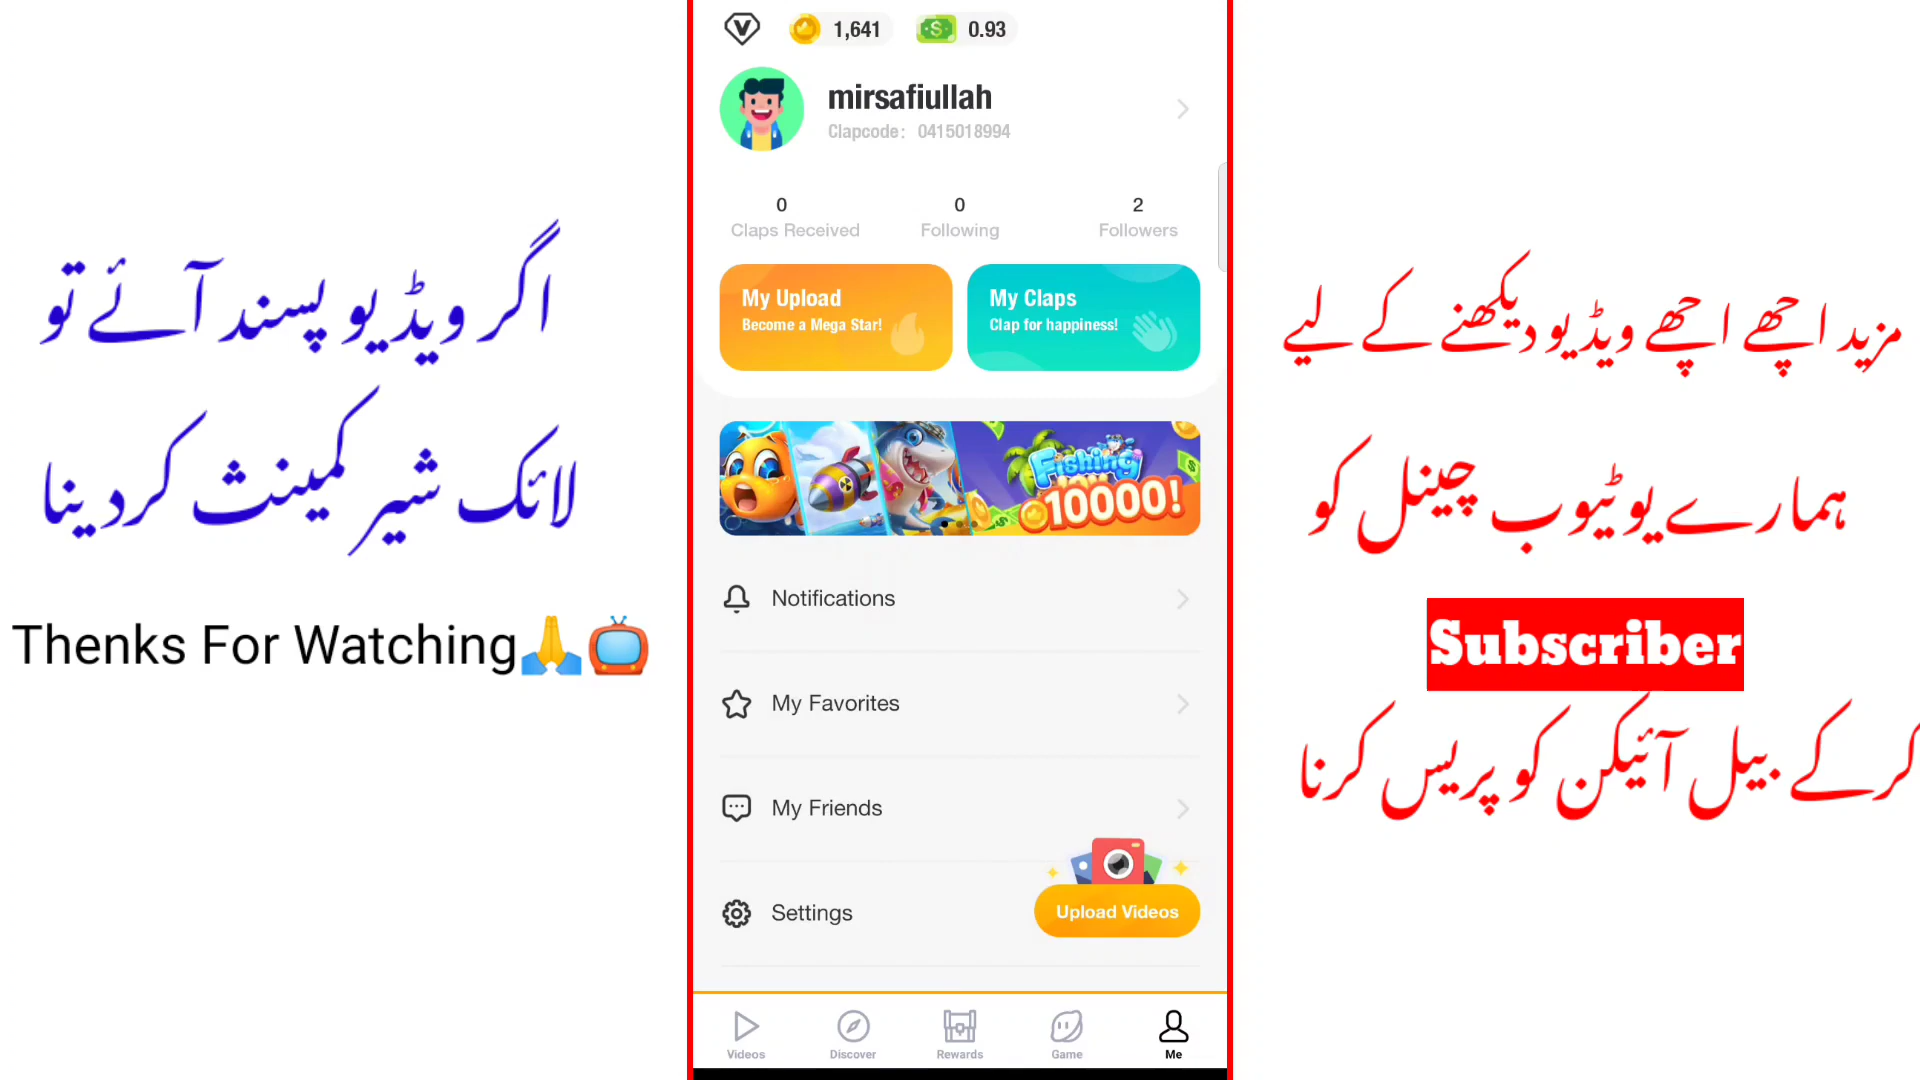 اگر ویڈیو پسند آئے تو
لائک شیر کمینٹ کردینا
Thenks For Watching🙏📺
1,641
0.93
mirsafiullah
Clapcode: 0415018994
0
Claps Received
0
Following
2
Followers
My Upload
Become a Mega Star!
My Claps
Clap for happiness!
Fishing
10000!
Notifications
My Favorites
My Friends
Settings
Upload Videos
Videos
Discover
Rewards
Game
Me
مزید اچھے اچھے ویڈیو دیکھنے کے لیے
ہمارے یوٹیوب چینل کو
Subscriber
کرکے بیل آئیکن کو پریس کرنا